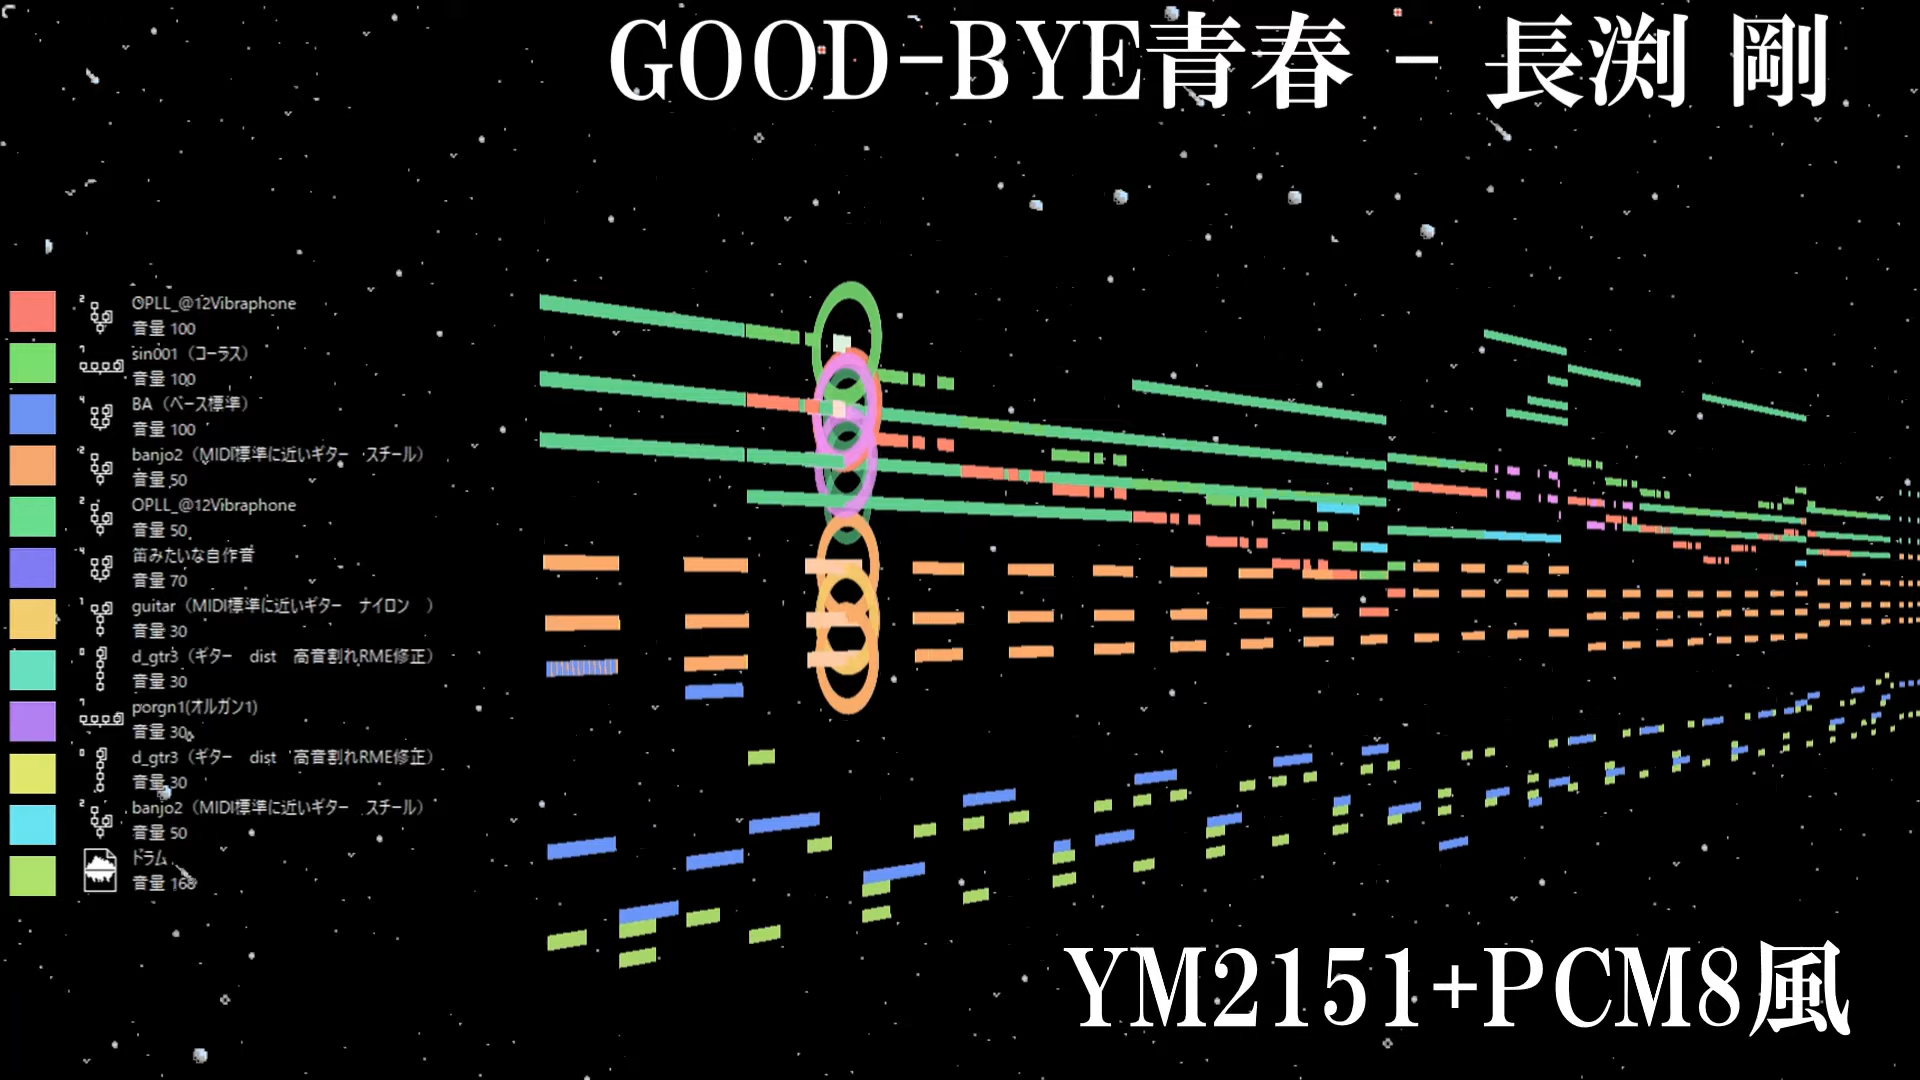 GOOD-BYE青春 - 長渕 剛
OPLL_@12Vibraphone
音量 100
sin001（コーラス）
音量 100
BA（ベース標準）
音量 100
banjo2（MIDI標準に近いギター スチール）
音量 50
OPLL_@12Vibraphone
音量 50
笛みたいな自作音
音量 70
guitar（MIDI標準に近いギター ナイロン ）
音量 30
d_gtr3（ギター dist 高音割れRME修正）
音量 30
porgn1(オルガン1)
音量 30
d_gtr3（ギター dist 高音割れRME修正）
音量 30
banjo2（MIDI標準に近いギター スチール）
音量 50
ドラム
音量 168
YM2151+PCM8風